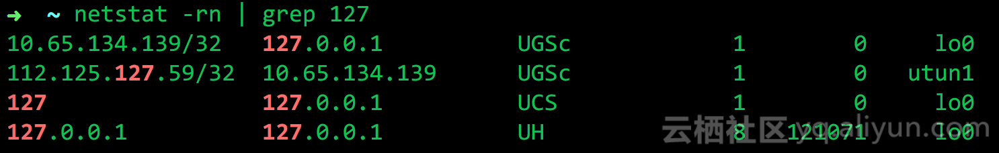 ➜ ~ netstat -rn | grep 127
10.65.134.139/32 127.0.0.1 UGSc 1 0 lo0
112.125.127.59/32 10.65.134.139 UGSc 1 0 utun1
127 127.0.0.1 UCS 1 0 lo0
127.0.0.1 127.0.0.1 UH 8 121071 lo0
云栖社区 yq.aliyun.com